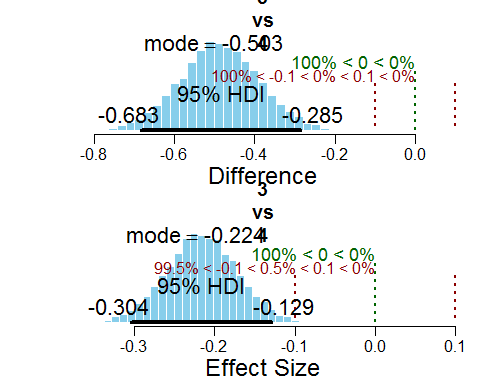 vs
4
mode = -0.503
100% < 0 < 0%
100% < -0.1 < 0% < 0.1 < 0%
95% HDI
-0.683
-0.285
-0.8 -0.6 -0.4 -0.2 0.0
Difference
3
vs
4
mode = -0.224
100% < 0 < 0%
99.5% < -0.1 < 0.5% < 0.1 < 0%
95% HDI
-0.304
-0.129
-0.3 -0.2 -0.1 0.0 0.1
Effect Size